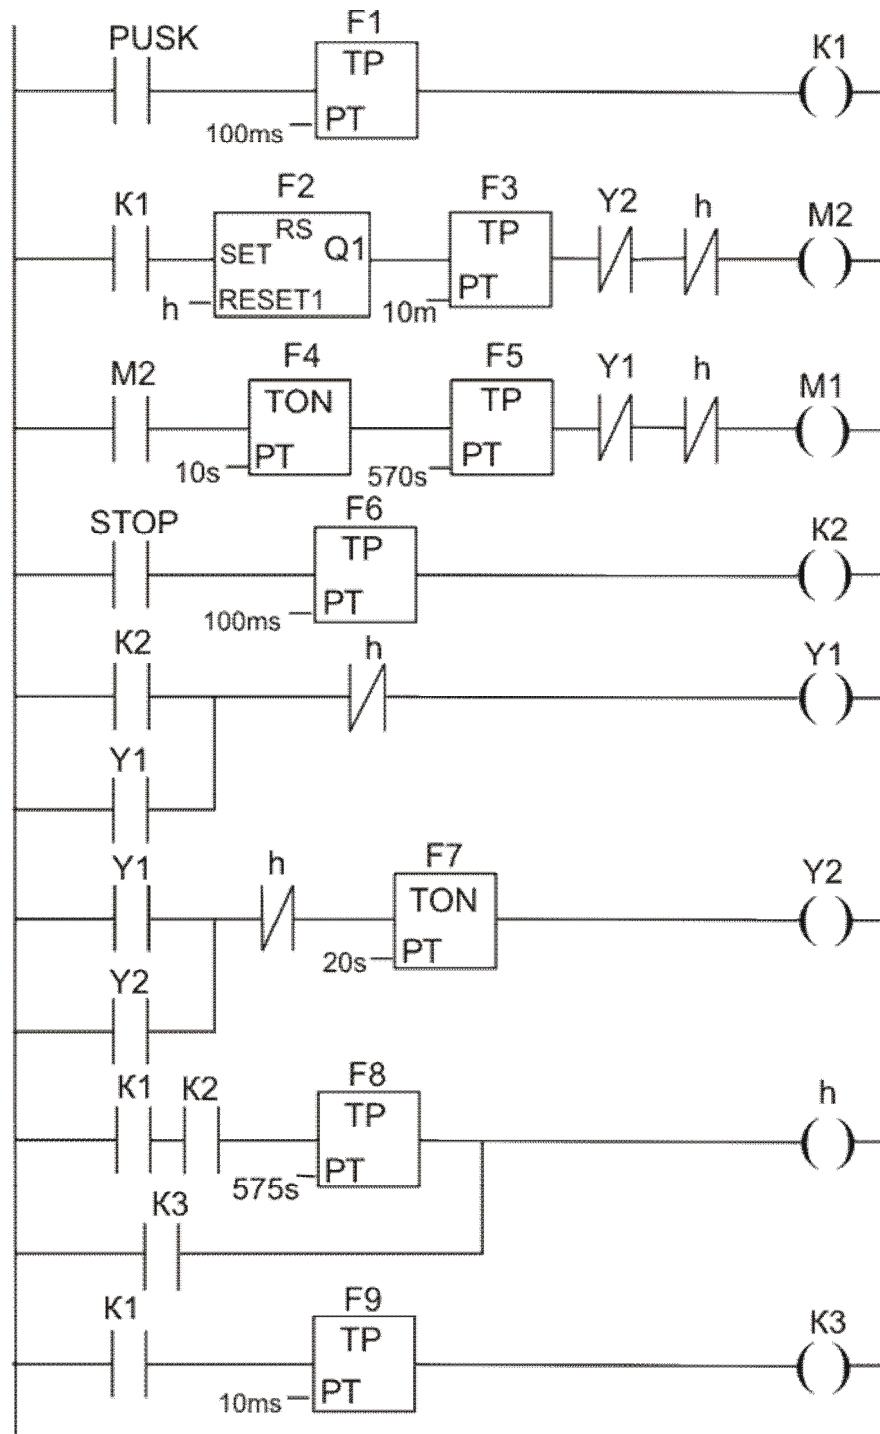 PUSK F1 K1
TP
100ms PT
K1 F2 F3 Y2 h M2
RS TP
SET Q1
h RESET1 10m PT
M2 F4 F5 Y1 h M1
TON TP
10s PT 570s PT
STOP F6 K2
TP
100ms PT
K2 h Y1
Y1
Y1 h F7 Y2
TON
20s PT
Y2
K1 K2 F8 h
TP
575s PT
K3
K1 F9 K3
TP
10ms PT